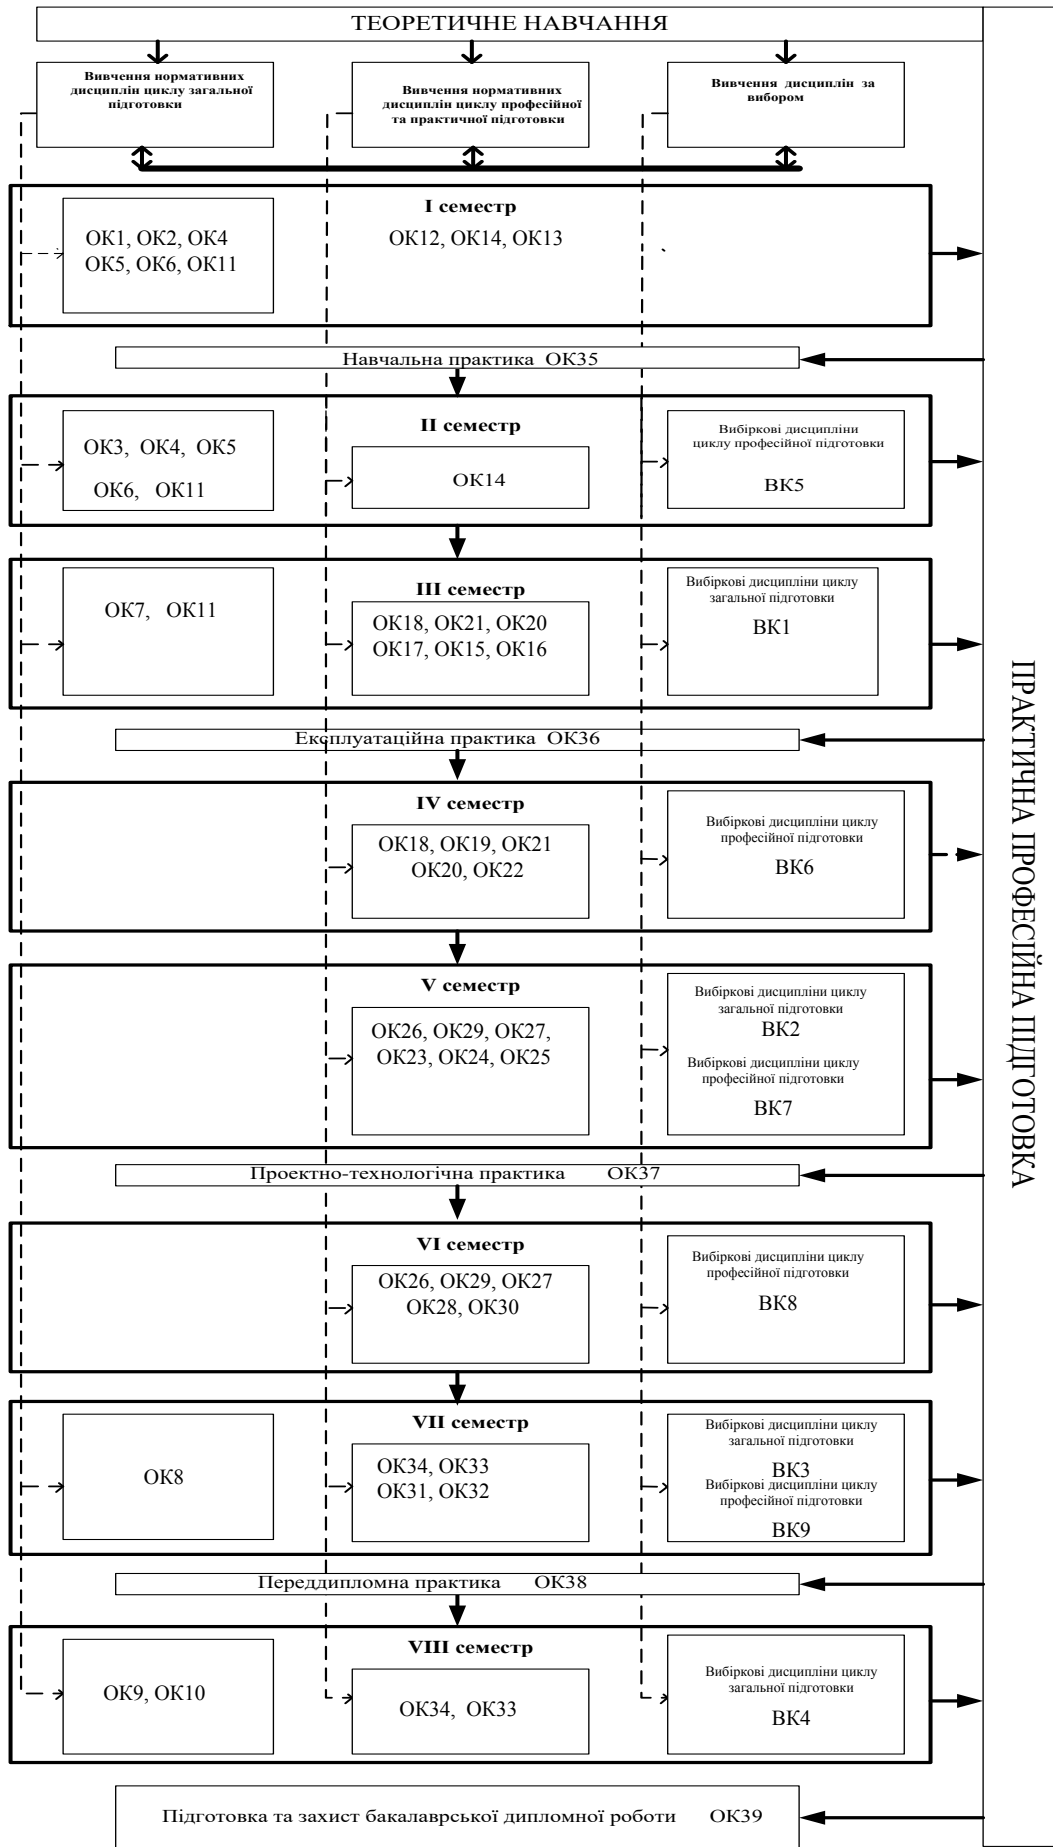 ТЕОРЕТИЧНЕ НАВЧАННЯ
Вивчення нормативних
дисциплін циклу загальної
підготовки
Вивчення нормативних
дисциплін циклу професійної
та практичної підготовки
Вивчення дисциплін за
вибором
І семестр
ОК1, ОК2, ОК4
ОК5, ОК6, ОК11
ОК12, ОК14, ОК13
Навчальна практика ОК35
ІІ семестр
ОК3, ОК4, ОК5
ОК6, ОК11
ОК14
Вибіркові дисципліни
циклу професійної підготовки
ВК5
ІІІ семестр
ОК7, ОК11
ОК18, ОК21, ОК20
ОК17, ОК15, ОК16
Вибіркові дисципліни циклу
загальної підготовки
ВК1
Експлуатаційна практика ОК36
IV семестр
ОК18, ОК19, ОК21
ОК20, ОК22
Вибіркові дисципліни циклу
професійної підготовки
ВК6
V семестр
ОК26, ОК29, ОК27,
ОК23, ОК24, ОК25
Вибіркові дисципліни циклу
загальної підготовки
ВК2
Вибіркові дисципліни циклу
професійної підготовки
ВК7
Проектно-технологічна практика ОК37
VI семестр
ОК26, ОК29, ОК27
ОК28, ОК30
Вибіркові дисципліни циклу
професійної підготовки
ВК8
VII семестр
ОК8
ОК34, ОК33
ОК31, ОК32
Вибіркові дисципліни циклу
загальної підготовки
ВК3
Вибіркові дисципліни циклу
професійної підготовки
ВК9
Переддипломна практика ОК38
VIII семестр
ОК9, ОК10
ОК34, ОК33
Вибіркові дисципліни циклу
загальної підготовки
ВК4
Підготовка та захист бакалаврської дипломної роботи ОК39
ПРАКТИЧНА ПРОФЕСІЙНА ПІДГОТОВКА